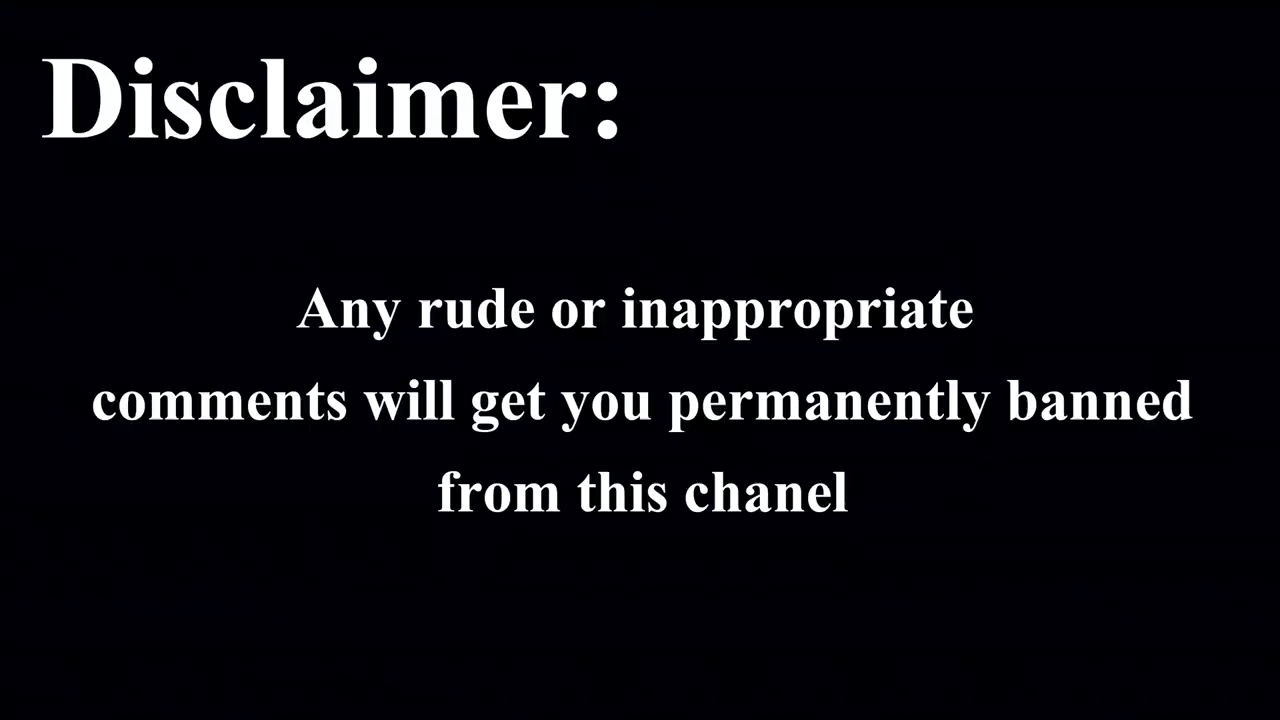 Disclaimer:
Any rude or inappropriate
comments will get you permanently banned
from this chanel